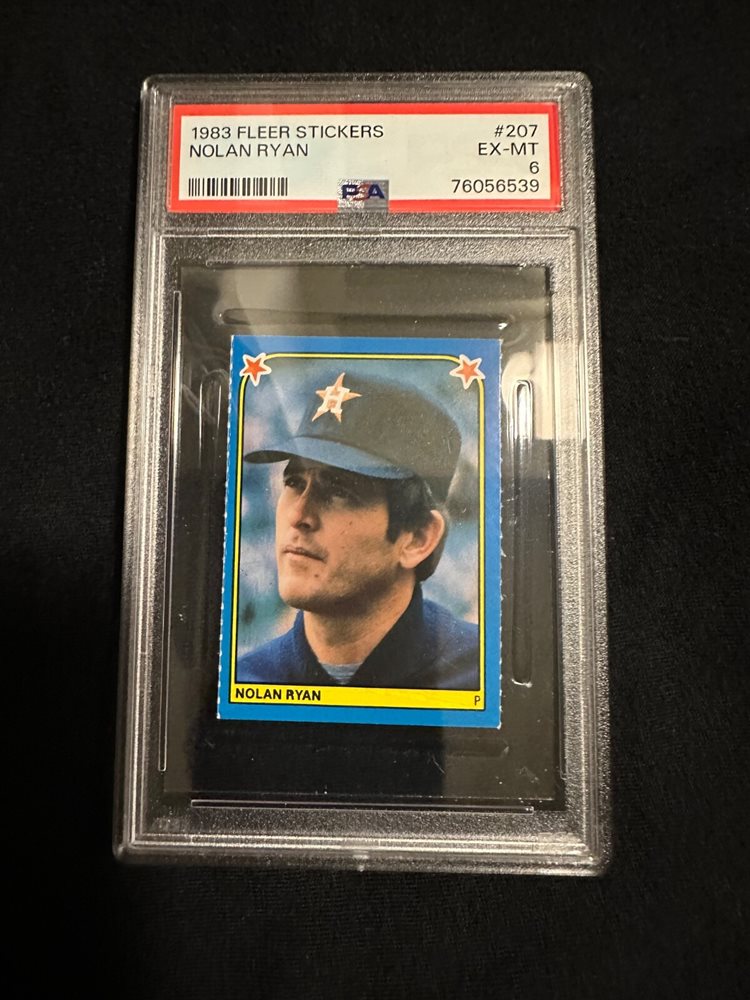 1983 FLEER STICKERS #207
NOLAN RYAN EX-MT
6
PSA 76056539
H
NOLAN RYAN P